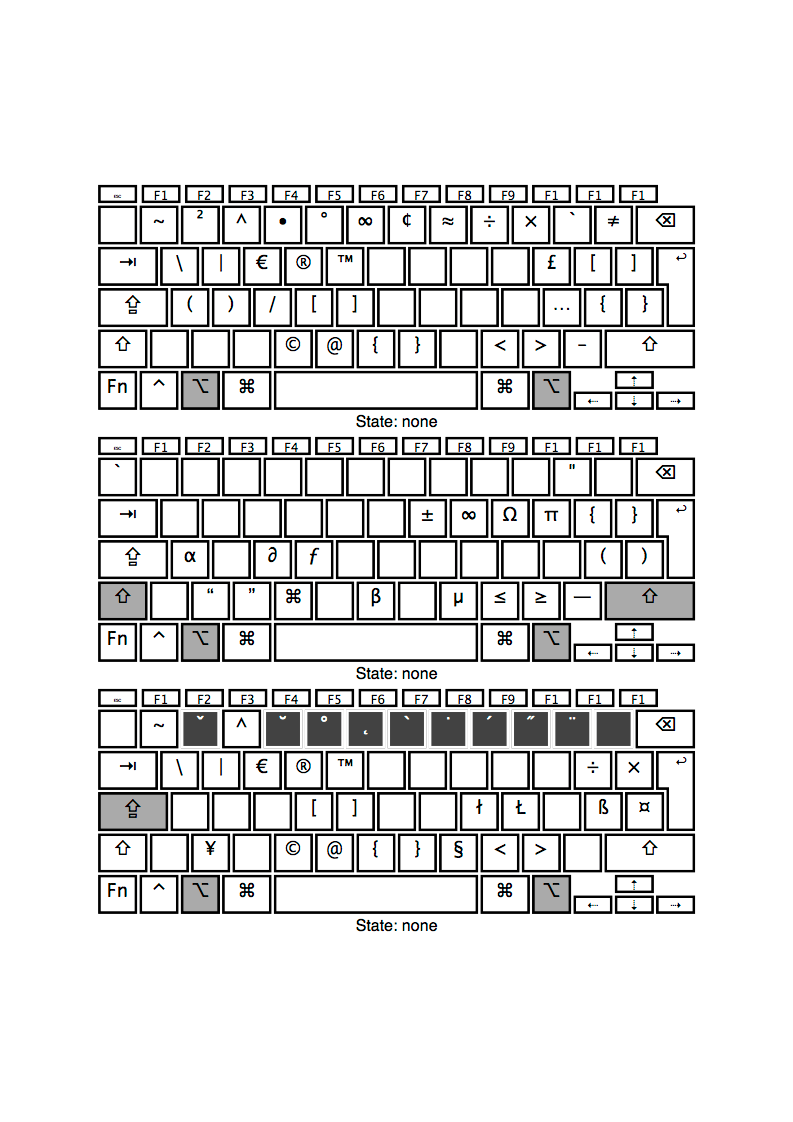 esc F1 F2 F3 F4 F5 F6 F7 F8 F9 F1 F1 F1
~ ² ^ • ° ∞ ¢ ≈ ÷ × ` ≠ ⌫
⇥ \ | € ® ™ £ [ ] ↩
⇪ ( ) / [ ] … { }
⇧ © @ { } < > – ⇧
Fn ^ ⌥ ⌘ ⌘ ⌥ ⇠ ⇡ ⇣ ⇢
State: none
esc F1 F2 F3 F4 F5 F6 F7 F8 F9 F1 F1 F1
` " ⌫
⇥ ± ∞ Ω π { } ↩
⇪ α ∂ ƒ ( )
⇧ “ ” ⌘ β µ ≤ ≥ — ⇧
Fn ^ ⌥ ⌘ ⌘ ⌥ ⇠ ⇡ ⇣ ⇢
State: none
esc F1 F2 F3 F4 F5 F6 F7 F8 F9 F1 F1 F1
~ ˇ ^ ˘ ° ˛ ` ˙ ´ ˝ ¨ ⌫
⇥ \ | € ® ™ ÷ × ↩
⇪ [ ] ł Ł ß ¤
⇧ ¥ © @ { } § < > ⇧
Fn ^ ⌥ ⌘ ⌘ ⌥ ⇠ ⇡ ⇣ ⇢
State: none